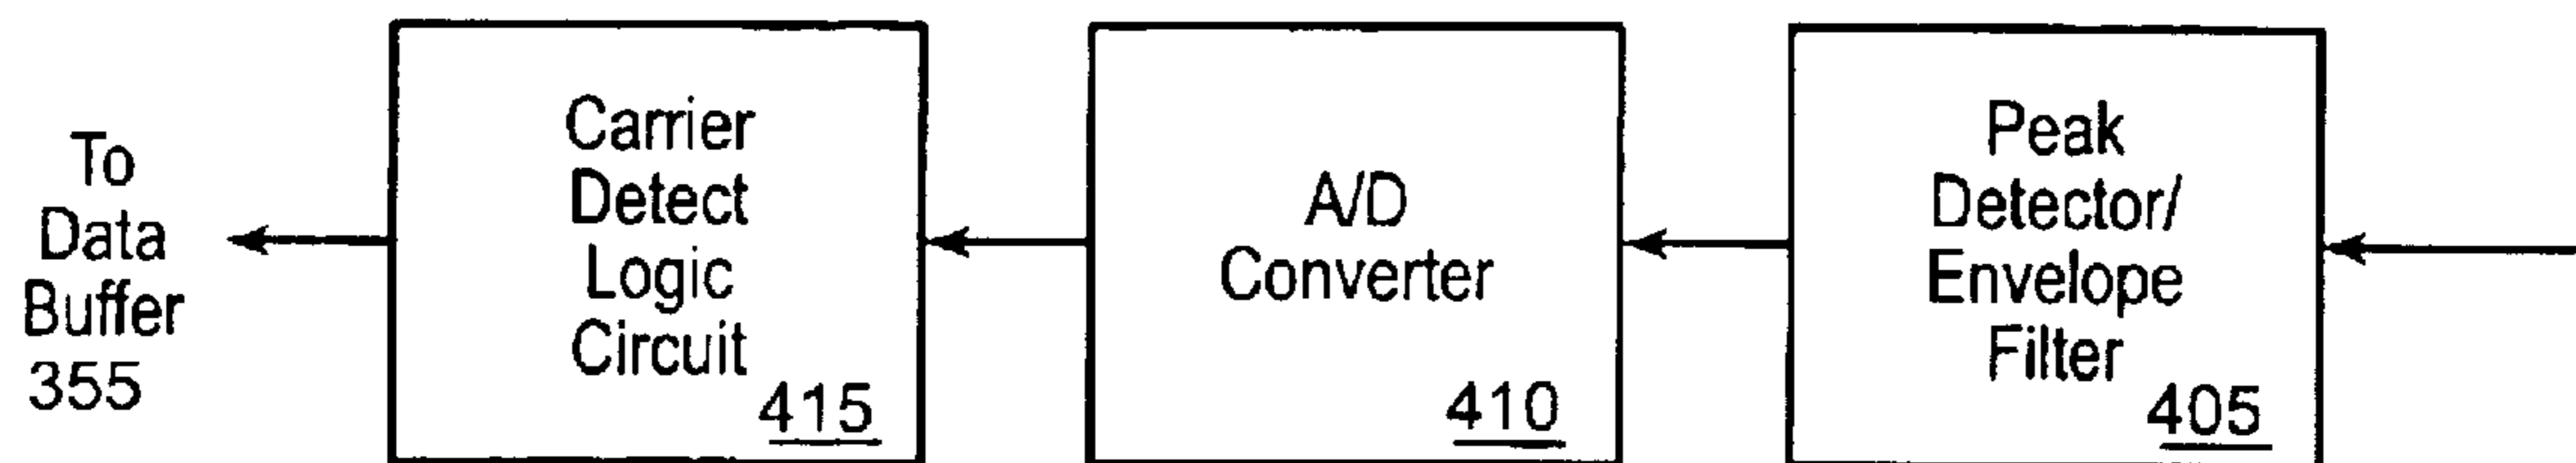 To
Data
Buffer
355
Carrier
Detect
Logic
Circuit
415
A/D
Converter
410
Peak
Detector/
Envelope
Filter
405